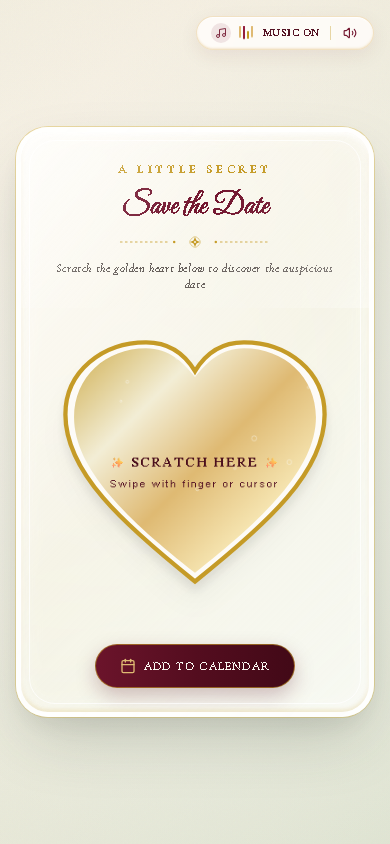 MUSIC ON
A LITTLE SECRET
Save the Date
Scratch the golden heart below to discover the auspicious
date
✨ SCRATCH HERE ✨
Swipe with finger or cursor
ADD TO CALENDAR